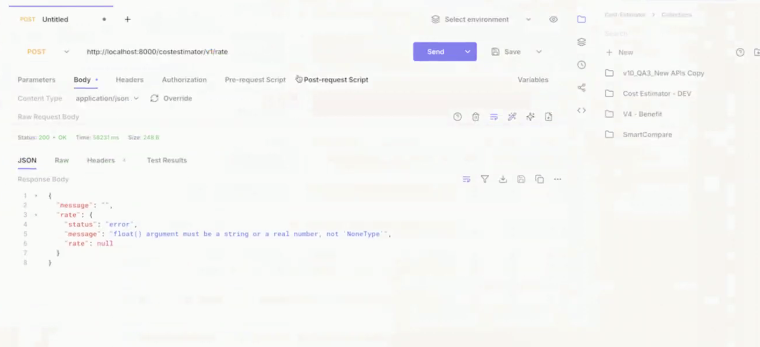 POST Untitled
Select environment
POST http://localhost:8000/costestimator/v1/rate Send Save
Parameters Body Headers Authorization Pre-request Script Post-request Script Variables
Content Type application/json Override
Raw Request Body
Status: 200 • OK Time: 58231 ms Size: 248 B
JSON Raw Headers Test Results
Response Body
1 {
2 "message": "",
3 "rate": {
4 "status": "error",
5 "message": "float() argument must be a string or a real number, not 'NoneType'",
6 "rate": null
7 }
8 }
Collections
New
v10_QA3_New APIs Copy
Cost Estimator - DEV
V4 - Benefit
SmartCompare